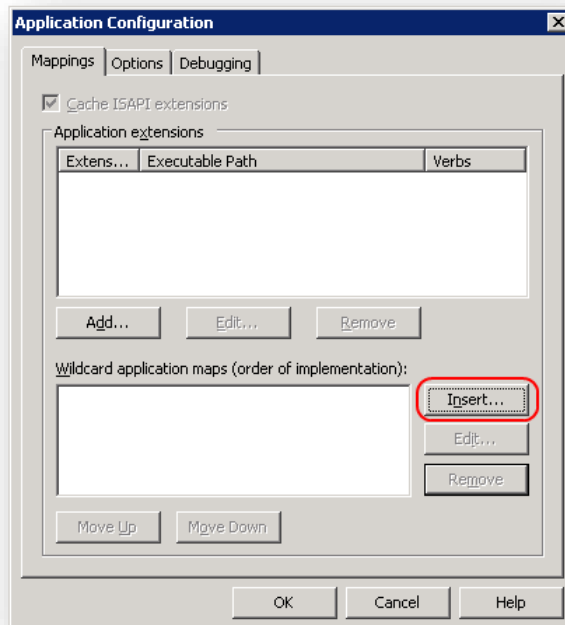 Application Configuration
Mappings Options Debugging
Cache ISAPI extensions
Application extensions
Extens... Executable Path Verbs
Add... Edit... Remove
Wildcard application maps (order of implementation):
Insert...
Edit...
Remove
Move Up Move Down
OK Cancel Help